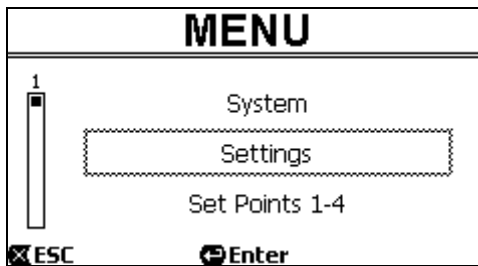 MENU
1
System
Settings
Set Points 1-4
ESC Enter